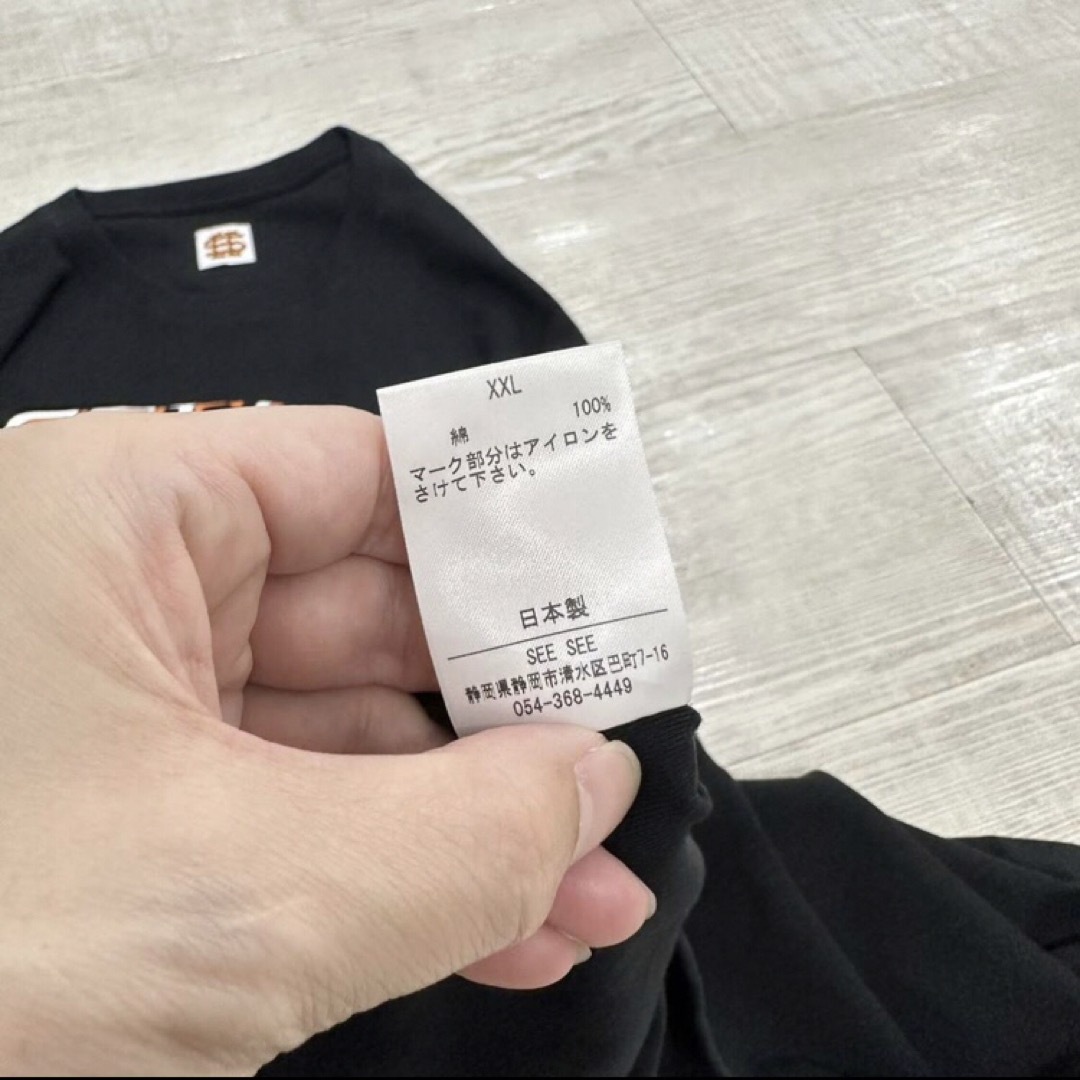 XXL
綿 100%
マーク部分はアイロンを
さけて下さい。
日本製
SEE SEE
静岡県静岡市清水区巴町7-16
054-368-4449